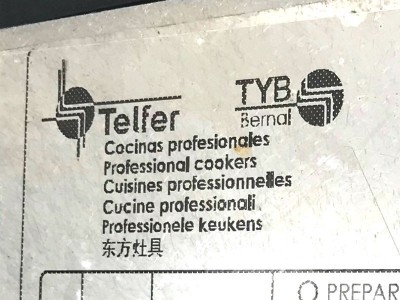 Telfer
TYB
Bernal
Cocinas profesionales
Professional cookers
Cuisines professionnelles
Cucine professionali
Professionele keukens
东方灶具
PREPAR